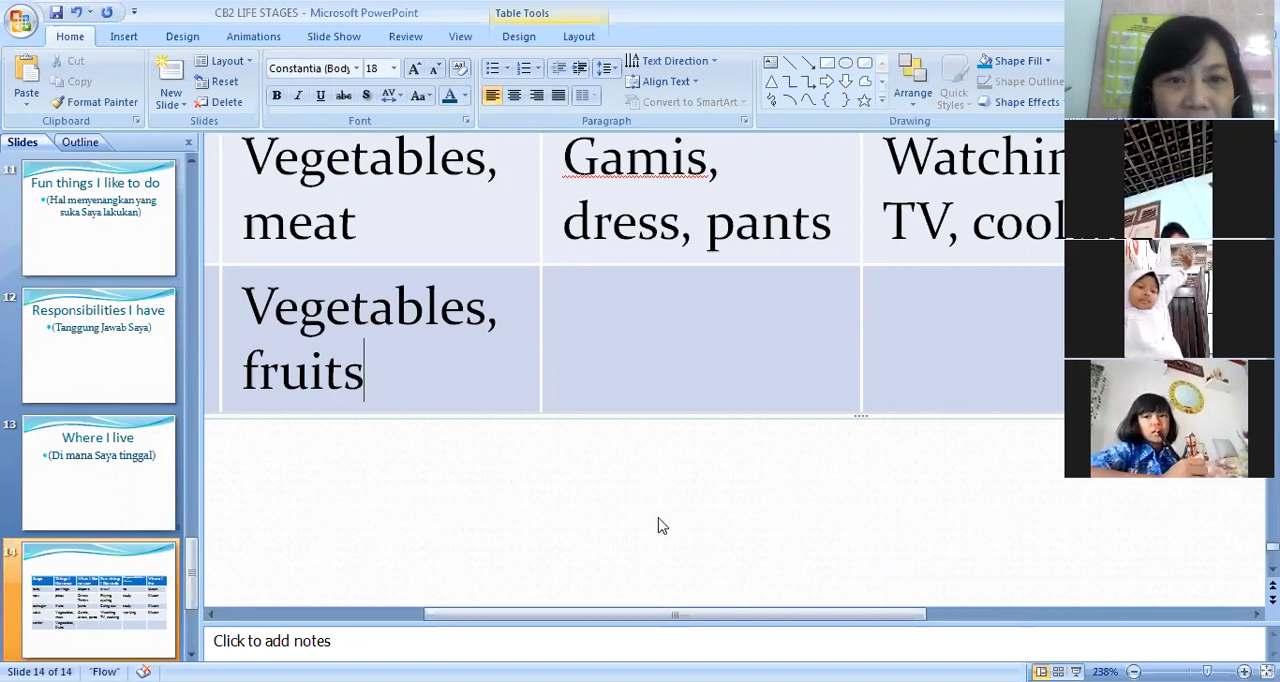 CB2 LIFE STAGES - Microsoft PowerPoint
Table Tools
Home Insert Design Animations Slide Show Review View Design Layout
Paste
Cut
Copy
Format Painter
Clipboard
New Slide
Layout
Reset
Delete
Slides
Constantia (Body 18
B I U abc S AV Aa A
Font
Text Direction
Align Text
Convert to SmartArt
Paragraph
Arrange
Quick Styles
Drawing
Shape Fill
Shape Outline
Shape Effects
Slides Outline
11
Fun things I like to do
(Hal menyenangkan yang
suka Saya lakukan)
12
Responsibilities I have
(Tanggung Jawab Saya)
13
Where I live
(Di mana Saya tinggal)
14
Vegetables,
meat
Gamis,
dress, pants
Watchin
TV, cool
Vegetables,
fruits
Click to add notes
Slide 14 of 14 "Flow" 238%